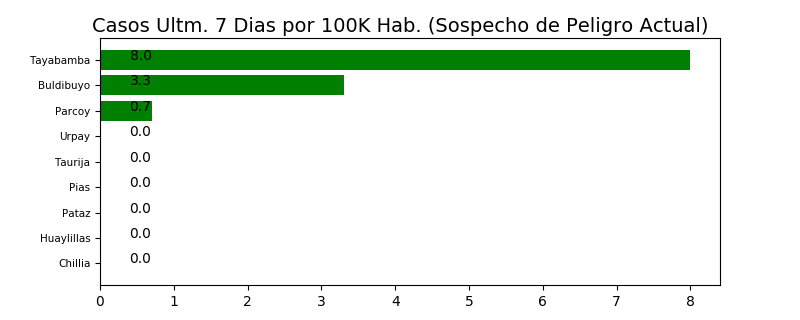 Casos Ultm. 7 Dias por 100K Hab. (Sospecho de Peligro Actual)
Tayabamba 8.0
Buldibuyo 3.3
Parcoy 0.7
Urpay 0.0
Taurija 0.0
Pias 0.0
Pataz 0.0
Huaylillas 0.0
Chillia 0.0
0 1 2 3 4 5 6 7 8